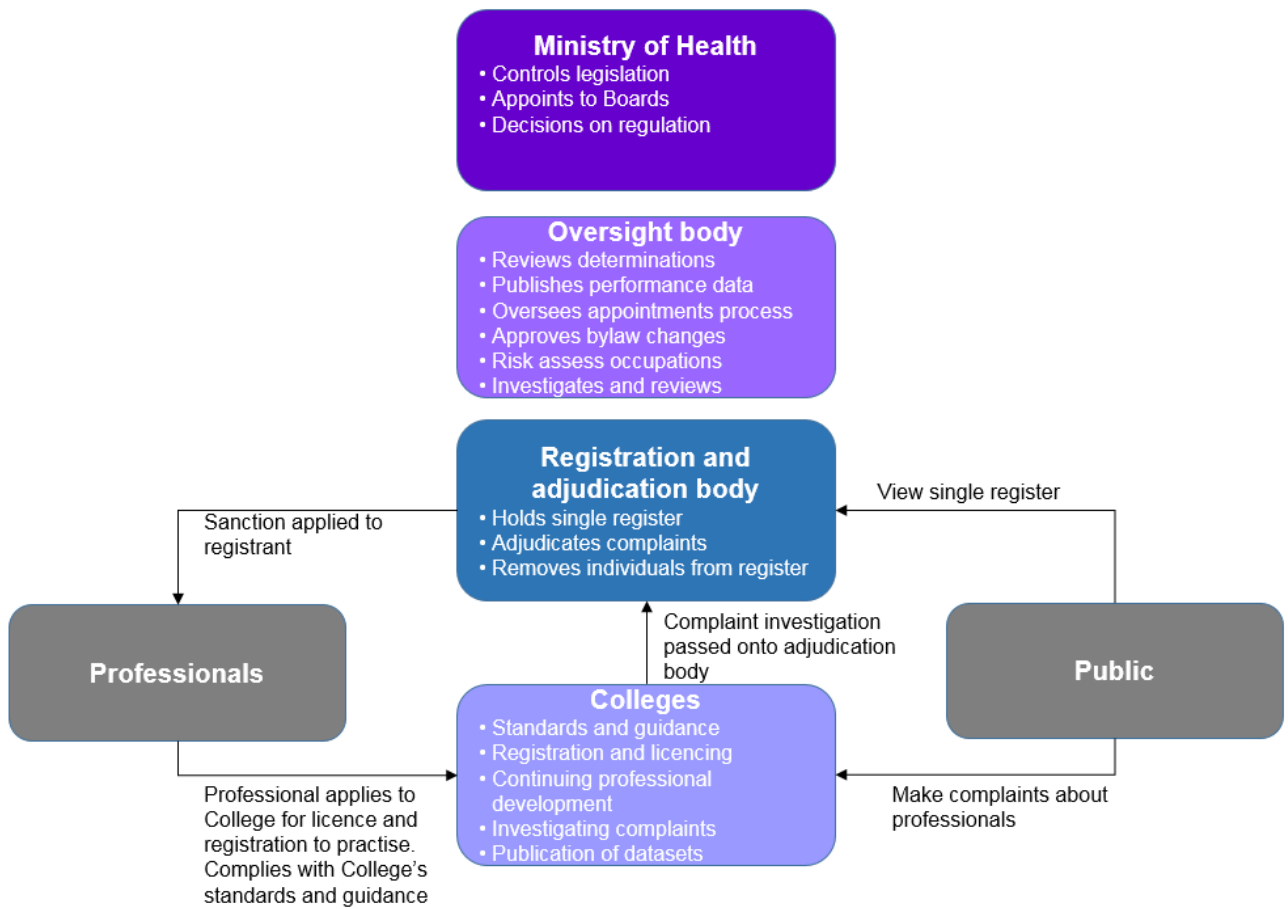 Ministry of Health
• Controls legislation
• Appoints to Boards
• Decisions on regulation
Oversight body
• Reviews determinations
• Publishes performance data
• Oversees appointments process
• Approves bylaw changes
• Risk assess occupations
• Investigates and reviews
Registration and
adjudication body
• Holds single register
• Adjudicates complaints
• Removes individuals from register
View single register
Sanction applied to
registrant
Complaint investigation
passed onto adjudication
body
Professionals
Public
Colleges
• Standards and guidance
• Registration and licencing
• Continuing professional
development
• Investigating complaints
• Publication of datasets
Professional applies to
College for licence and
registration to practise.
Complies with College’s
standards and guidance
Make complaints about
professionals